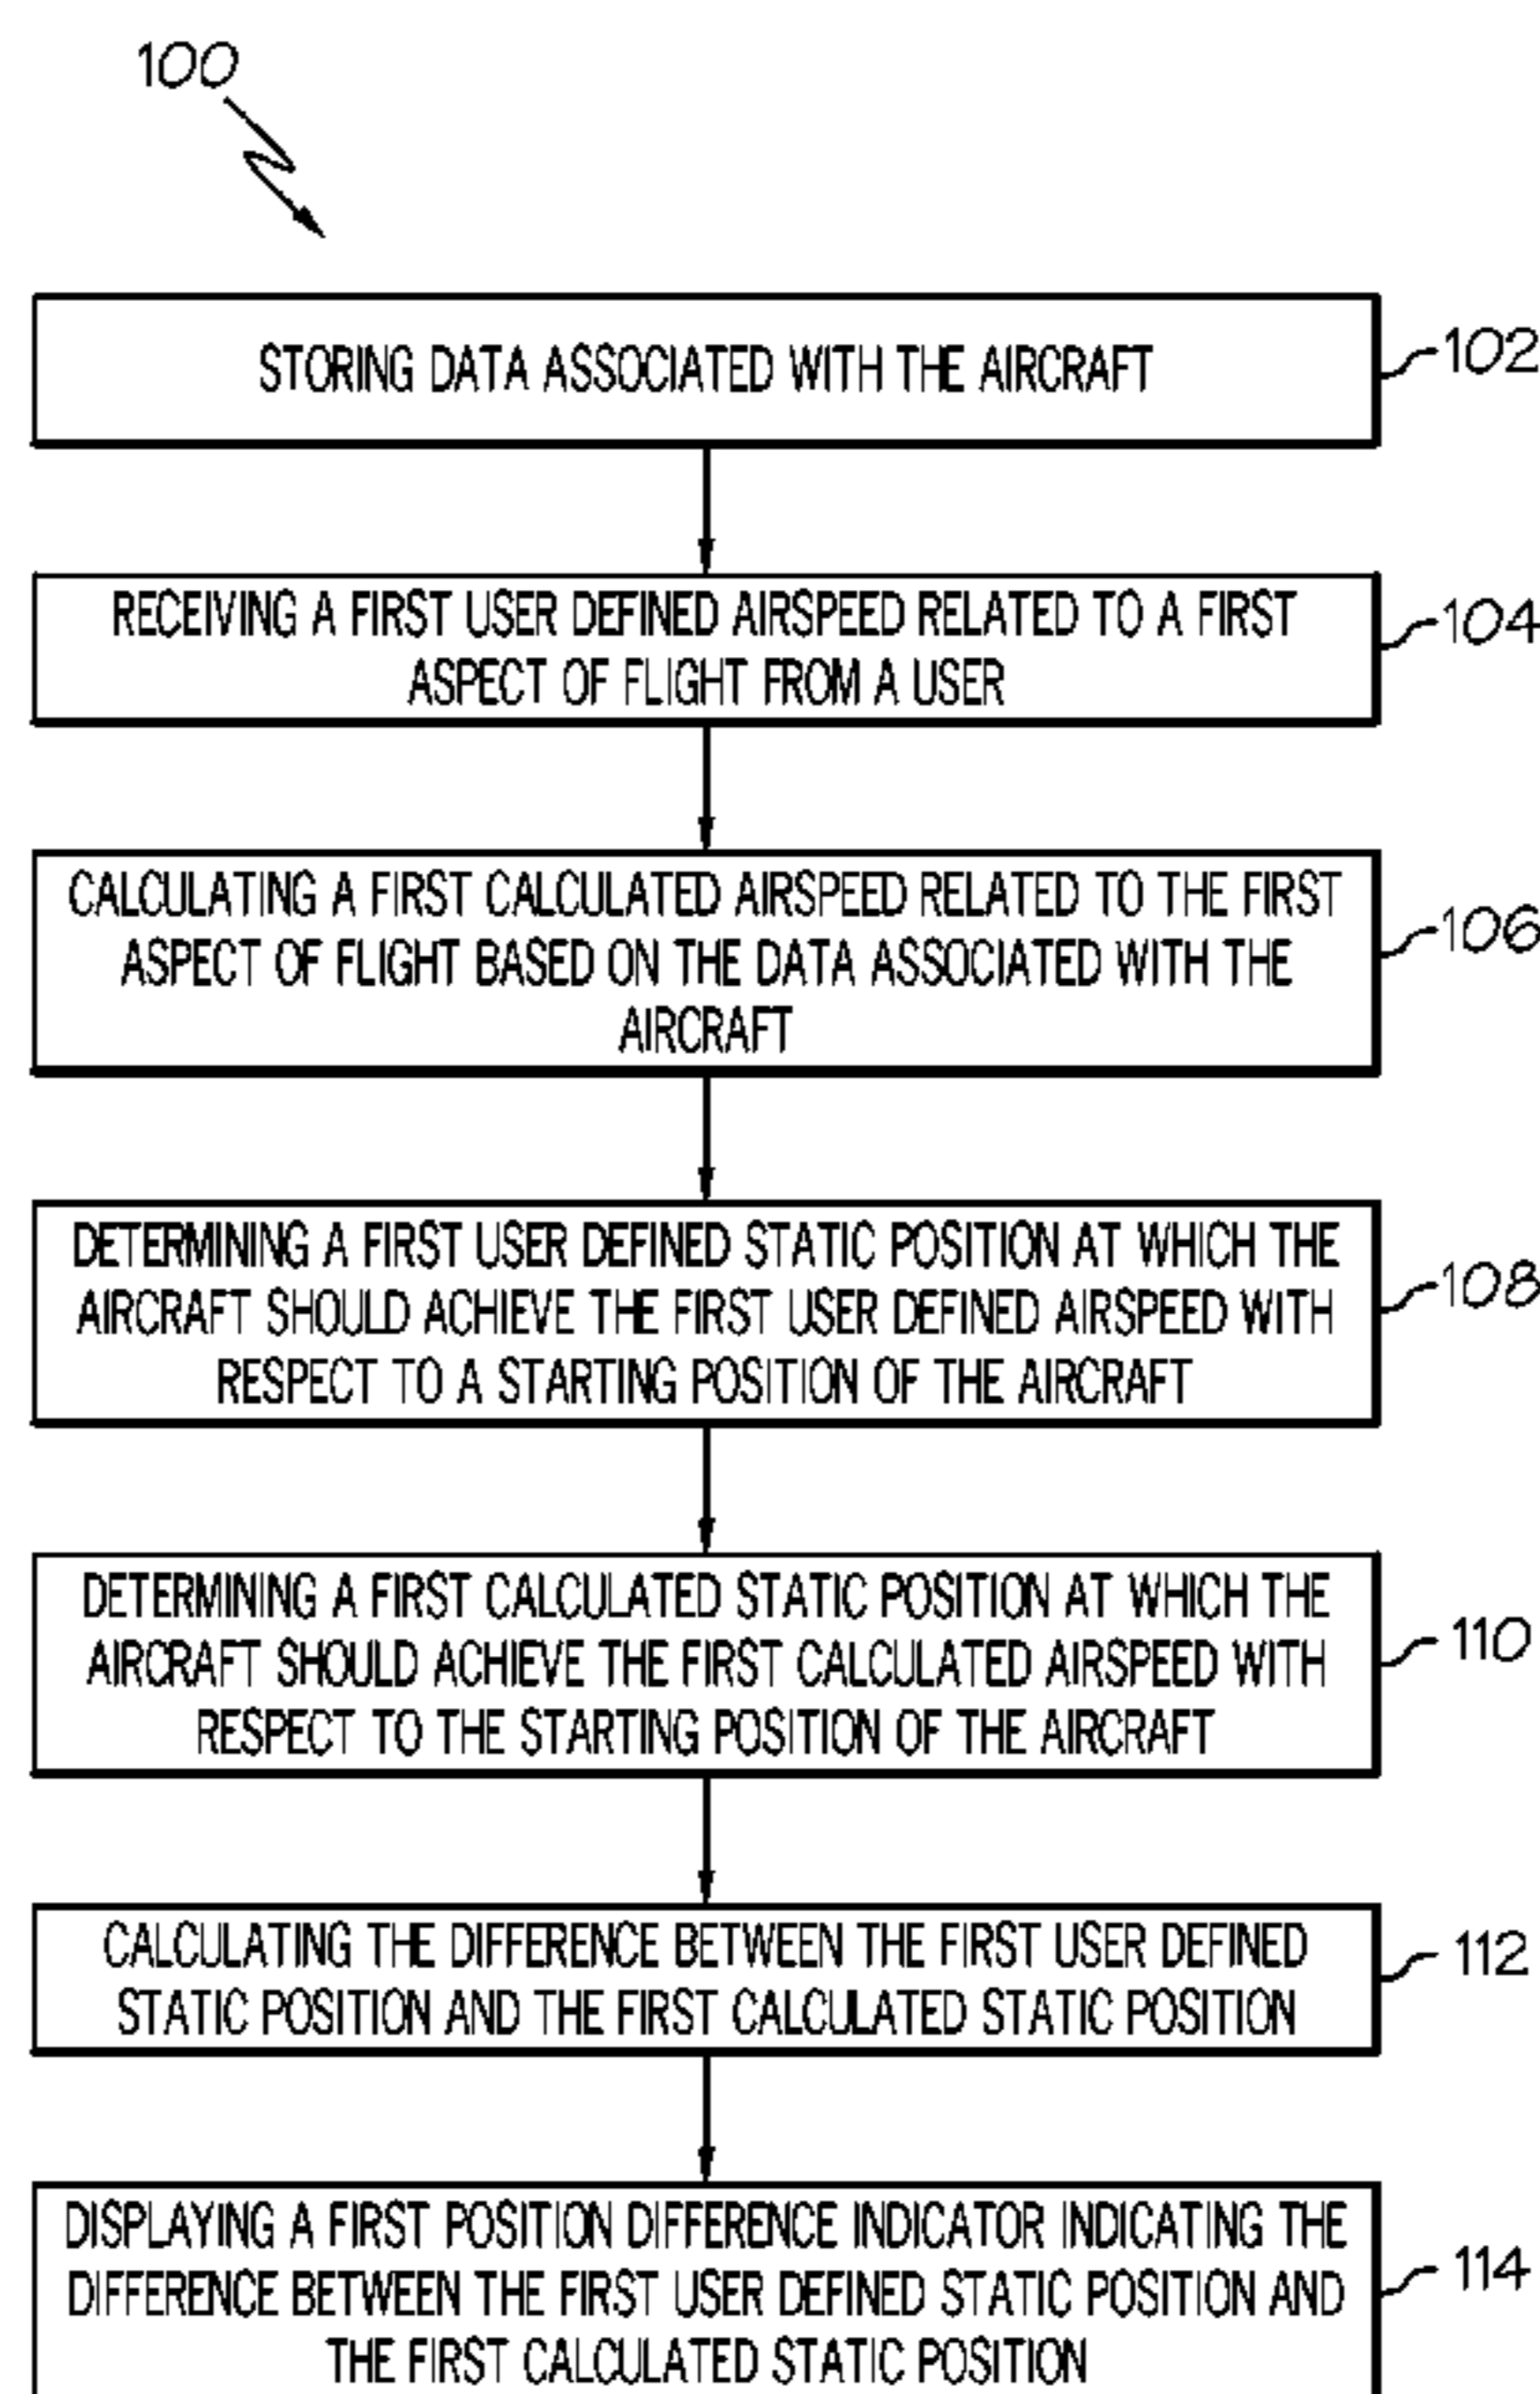 100
STORING DATA ASSOCIATED WITH THE AIRCRAFT
102
RECEIVING A FIRST USER DEFINED AIRSPEED RELATED TO A FIRST
ASPECT OF FLIGHT FROM A USER
104
CALCULATING A FIRST CALCULATED AIRSPEED RELATED TO THE FIRST
ASPECT OF FLIGHT BASED ON THE DATA ASSOCIATED WITH THE
AIRCRAFT
106
DETERMINING A FIRST USER DEFINED STATIC POSITION AT WHICH THE
AIRCRAFT SHOULD ACHIEVE THE FIRST USER DEFINED AIRSPEED WITH
RESPECT TO A STARTING POSITION OF THE AIRCRAFT
108
DETERMINING A FIRST CALCULATED STATIC POSITION AT WHICH THE
AIRCRAFT SHOULD ACHIEVE THE FIRST CALCULATED AIRSPEED WITH
RESPECT TO THE STARTING POSITION OF THE AIRCRAFT
110
CALCULATING THE DIFFERENCE BETWEEN THE FIRST USER DEFINED
STATIC POSITION AND THE FIRST CALCULATED STATIC POSITION
112
DISPLAYING A FIRST POSITION DIFFERENCE INDICATOR INDICATING THE
DIFFERENCE BETWEEN THE FIRST USER DEFINED STATIC POSITION AND
THE FIRST CALCULATED STATIC POSITION
114